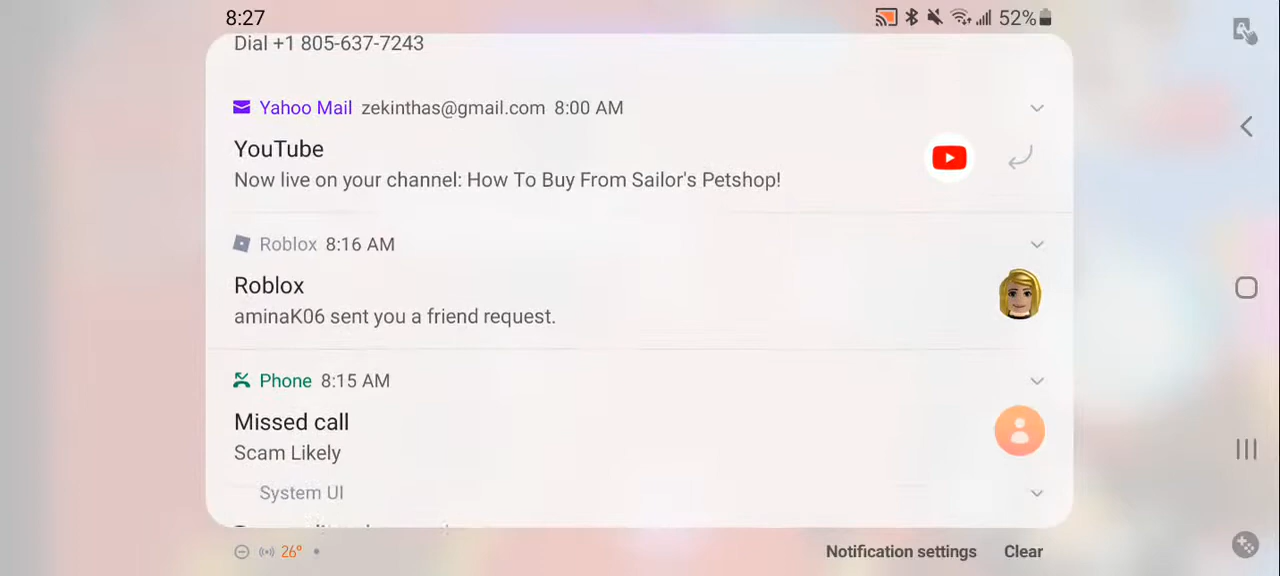 8:27
52%
Dial +1 805-637-7243
Yahoo Mail zekinthas@gmail.com 8:00 AM
YouTube
Now live on your channel: How To Buy From Sailor's Petshop!
Roblox 8:16 AM
Roblox
aminaK06 sent you a friend request.
Phone 8:15 AM
Missed call
Scam Likely
System UI
26°
Notification settings
Clear